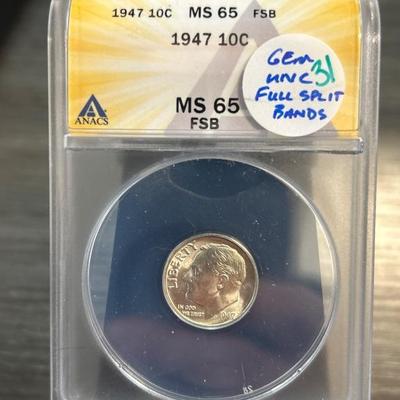 1947 10C MS 65 FSB
1947 10C
MS 65
FSB
ANACS
GEM
UNC 31
FULL SPLIT
BANDS
LIBERTY
IN GOD
WE TRUST
1947